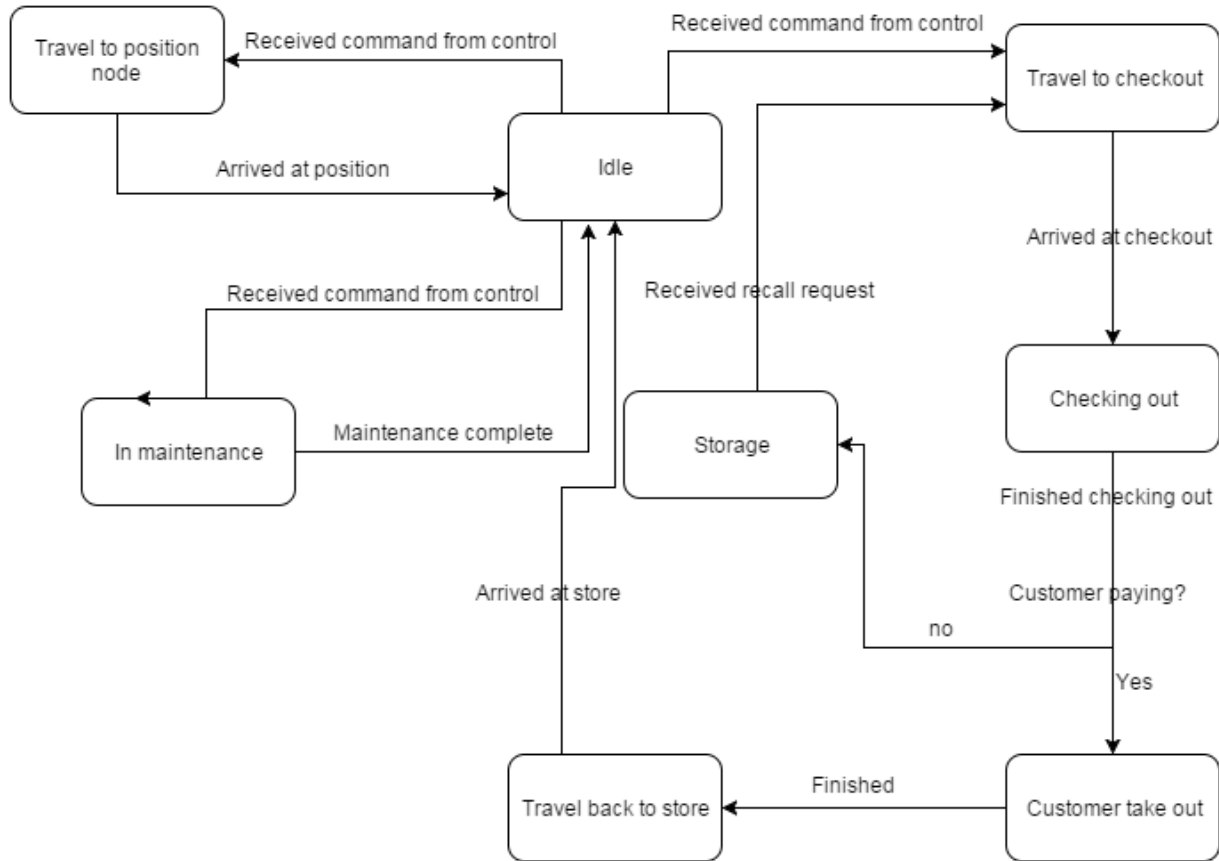 Travel to position
node
Received command from control
Received command from control
Travel to checkout
Arrived at position
Idle
Arrived at checkout
Received command from control
Received recall request
Checking out
In maintenance
Maintenance complete
Storage
Finished checking out
Arrived at store
Customer paying?
no
Yes
Travel back to store
Finished
Customer take out